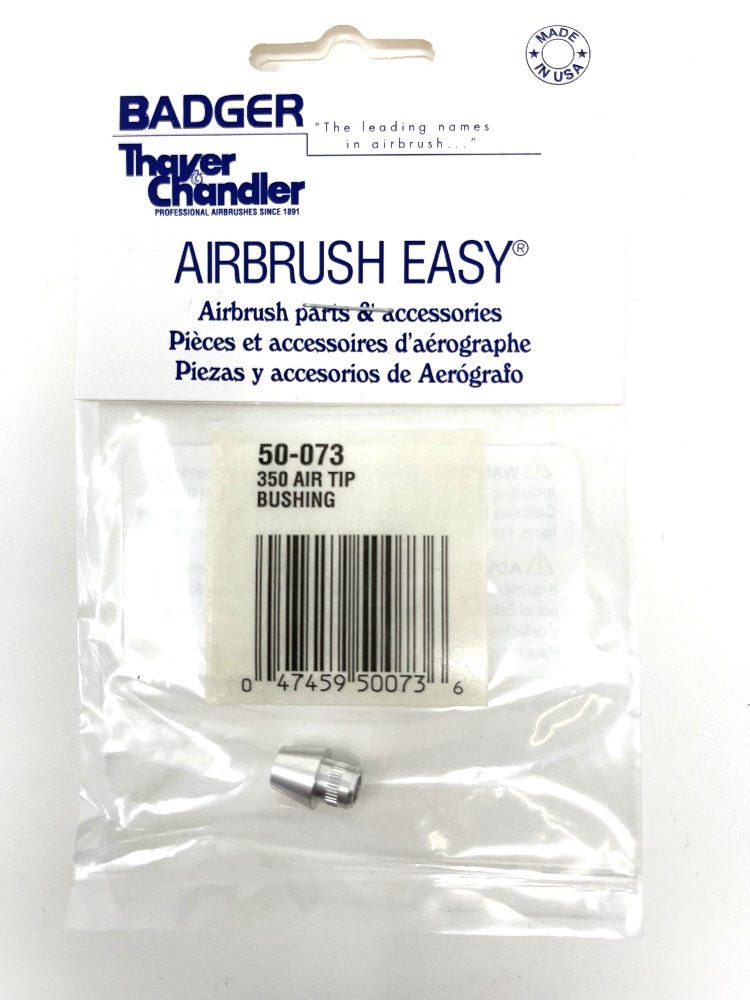 MADE
IN USA
BADGER
"The leading names
in airbrush..."
Thayer
&
Chandler
PROFESSIONAL AIRBRUSHES SINCE 1891
AIRBRUSH EASY®
Airbrush parts & accessories
Pièces et accessoires d'aérographe
Piezas y accesorios de Aerógrafo
50-073
350 AIR TIP
BUSHING
0 47459 50073 6